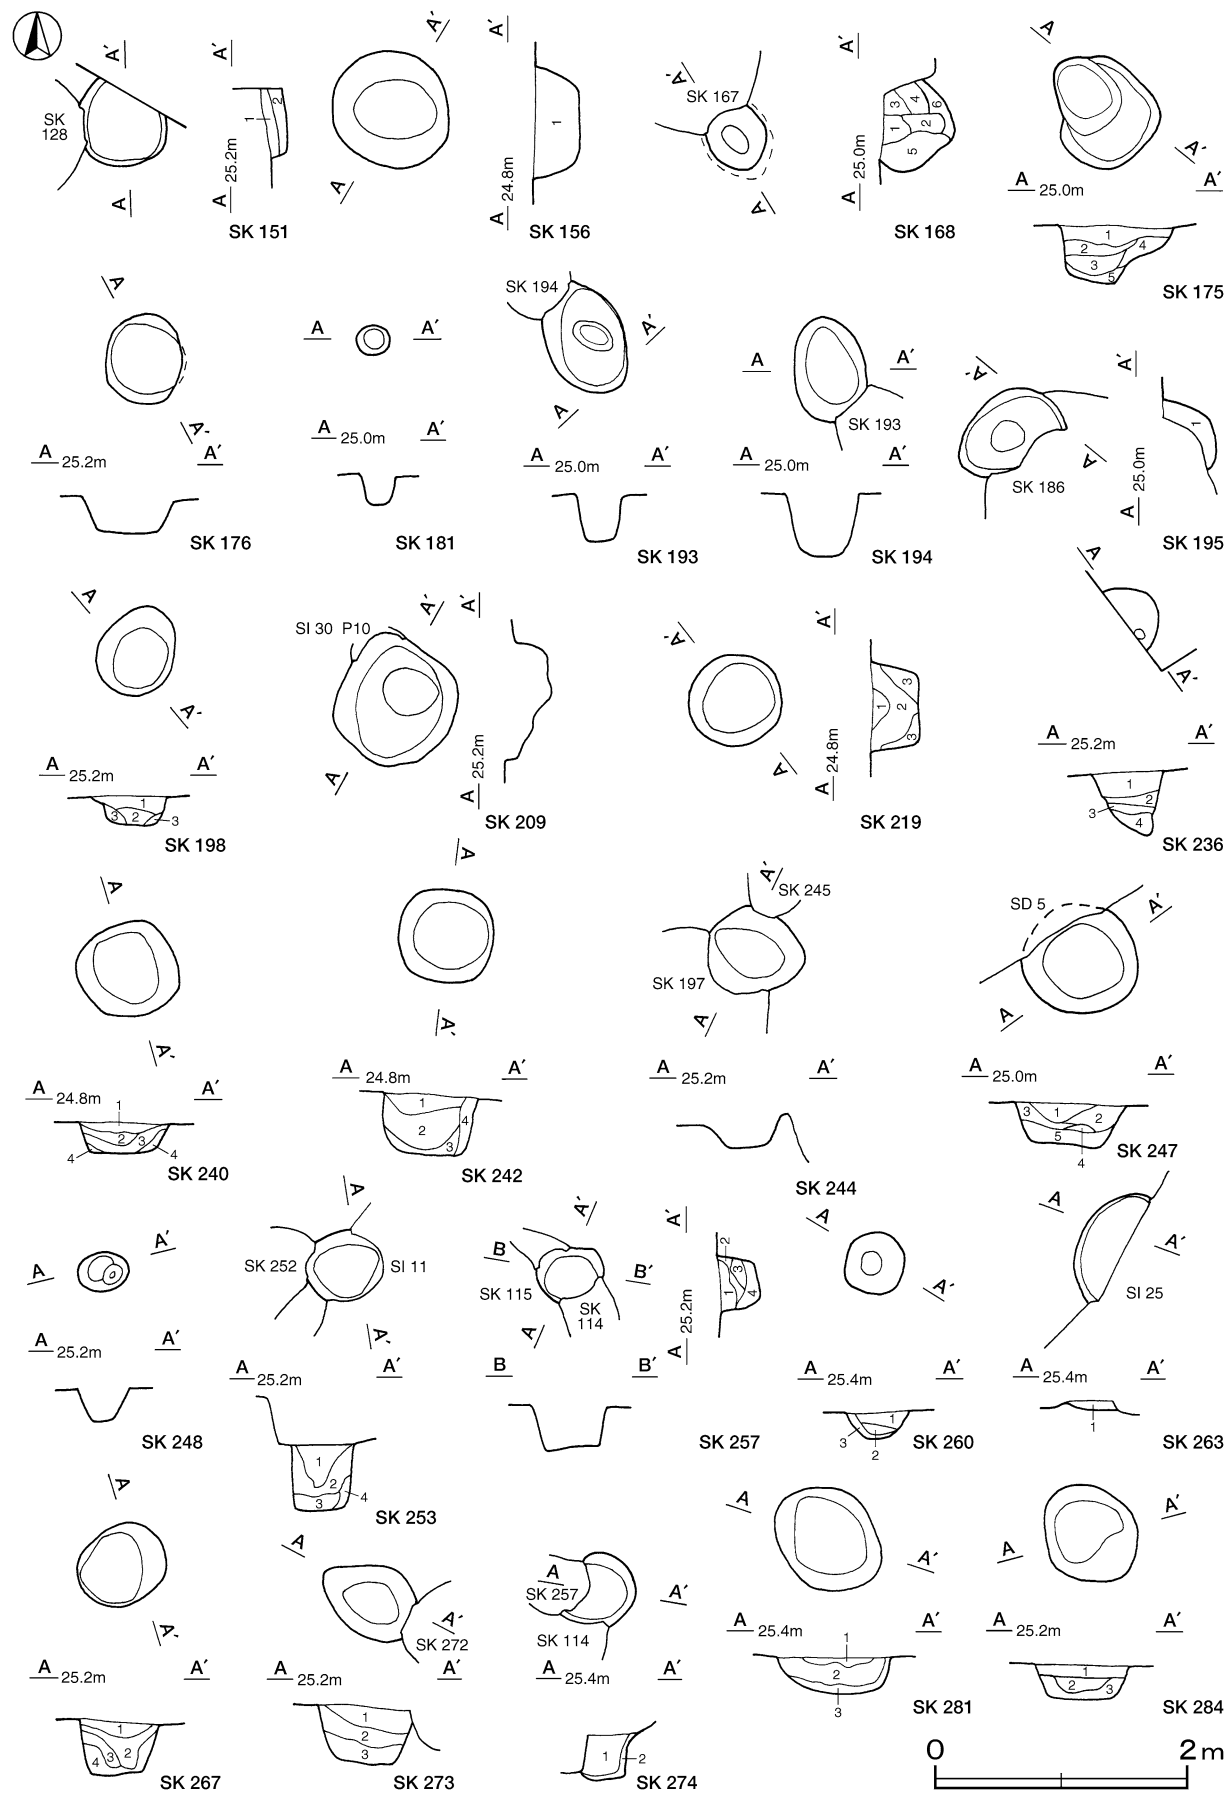 A A′
SK 128
A A′ 25.2m
1 2
SK 151
A A′
A A′ 24.8m
1
SK 156
A A′
SK 167
A A′ 25.0m
1 2 3 4 5 6
SK 168
A A′
A 25.0m A′
1 2 3 4 5
SK 175
A A′
A 25.2m A′
SK 176
A A′
A 25.0m A′
SK 181
SK 194
A A′
A 25.0m A′
SK 193
A A′
SK 193
A 25.0m A′
SK 194
A A′
SK 186
A A′ 25.0m
1
SK 195
A A′
A 25.2m A′
1 3 2 3
SK 198
SI 30 P10
A A′
A A′ 25.2m
SK 209
A A′
A A′ 24.8m
1 2 3 3
SK 219
A A′
A 25.2m A′
1 2 3 4
SK 236
A A′
A 24.8m A′
1 2 3 4 4
SK 240
A A′
A 24.8m A′
1 2 3 4
SK 242
A A′
SK 245
SK 197
A 25.2m A′
SK 244
SD 5
A A′
A 25.0m A′
3 1 2 5 4
SK 247
A A′
A 25.2m A′
SK 248
A A′
SK 252 SI 11
A 25.2m A′
1 2 3 4
SK 253
A A′
B B′
SK 115
SK 114
A A′ 25.2m
1 2 3 4
B B′
SK 257
A A′
A 25.4m A′
1 2 3
SK 260
A A′
SI 25
A 25.4m A′
1
SK 263
A A′
A 25.2m A′
1 2 3 4
SK 267
A A′
SK 272
A 25.2m A′
1 2 3
SK 273
A A′
SK 257
SK 114
A 25.4m A′
1 2
SK 274
A A′
A 25.4m A′
1 2 3
SK 281
A A′
A 25.2m A′
1 2 3
SK 284
0 2 m